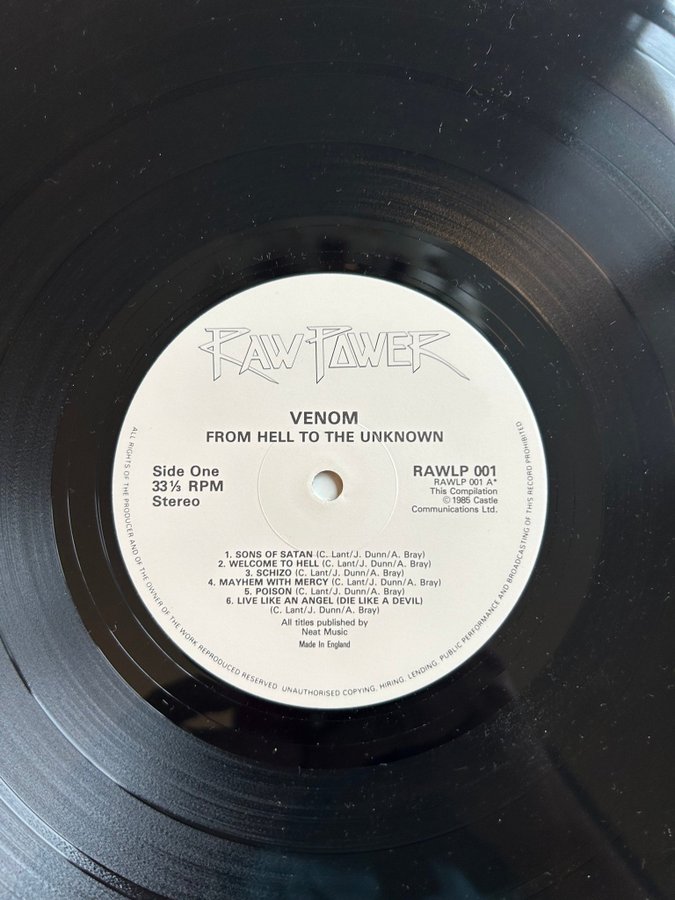 RAW POWER
VENOM
FROM HELL TO THE UNKNOWN
Side One
33⅓ RPM
Stereo
RAWLP 001
RAWLP 001 A*
This Compilation
© 1985 Castle
Communications Ltd.
1. SONS OF SATAN (C. Lant/J. Dunn/A. Bray)
2. WELCOME TO HELL (C. Lant/J. Dunn/A. Bray)
3. SCHIZO (C. Lant/J. Dunn/A. Bray)
4. MAYHEM WITH MERCY (C. Lant/J. Dunn/A. Bray)
5. POISON (C. Lant/J. Dunn/A. Bray)
6. LIVE LIKE AN ANGEL (DIE LIKE A DEVIL)
(C. Lant/J. Dunn/A. Bray)
All titles published by
Neat Music
Made In England
ALL RIGHTS OF THE PRODUCER AND OF THE OWNER OF THE WORK REPRODUCED RESERVED. UNAUTHORISED COPYING, HIRING, LENDING, PUBLIC PERFORMANCE AND BROADCASTING OF THIS RECORD PROHIBITED